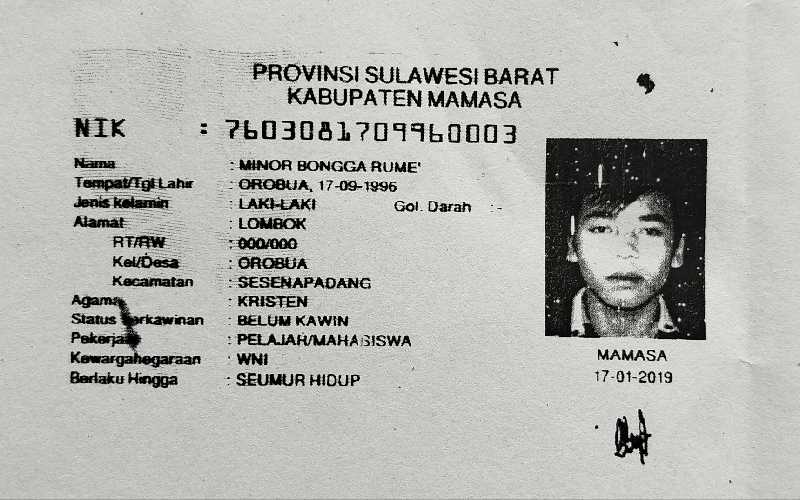 PROVINSI SULAWESI BARAT
KABUPATEN MAMASA
NIK : 7603081709960003
Nama : MINOR BONGGA RUME'
Tempat/Tgl Lahir : OROBUA, 17-09-1996
Jenis kelamin : LAKI-LAKI Gol. Darah : -
Alamat : LOMBOK
RT/RW : 000/000
Kel/Desa : OROBUA
Kecamatan : SESENAPADANG
Agama : KRISTEN
Status Perkawinan : BELUM KAWIN
Pekerjaan : PELAJAR/MAHASISWA
Kewarganegaraan : WNI
Berlaku Hingga : SEUMUR HIDUP
MAMASA
17-01-2019